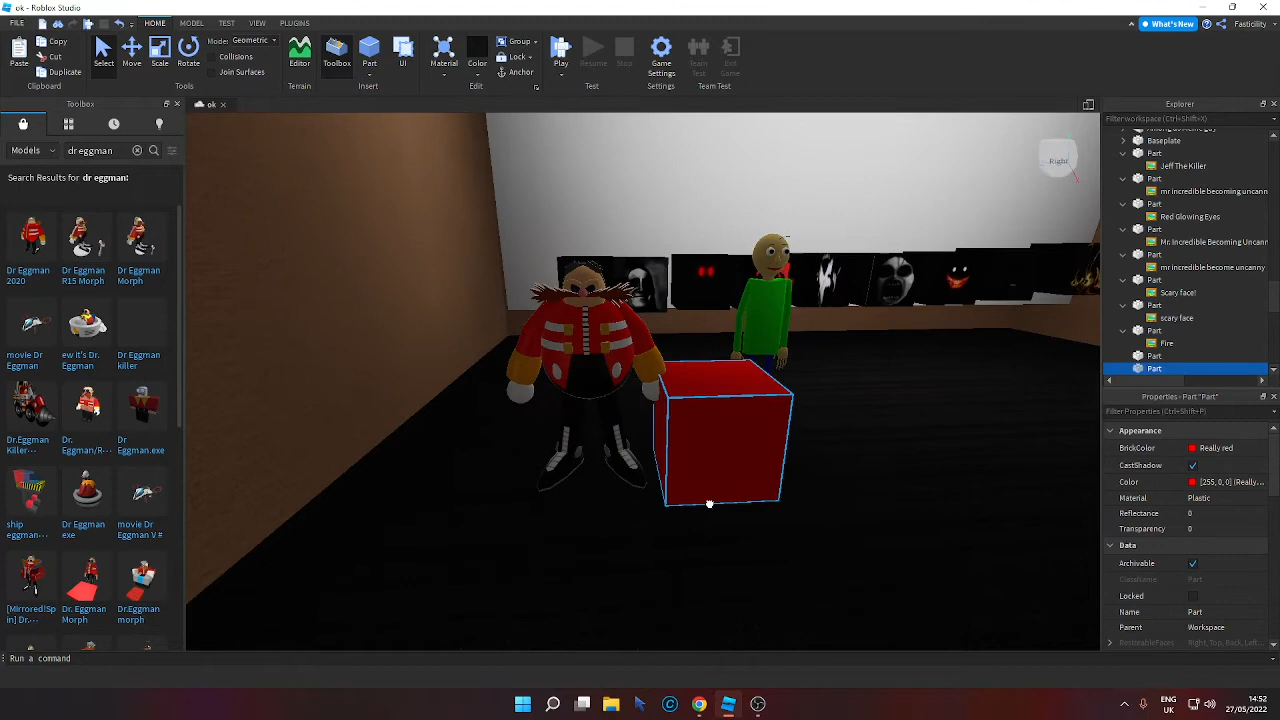 ok - Roblox Studio
FILE HOME MODEL TEST VIEW PLUGINS What's New Fasticility
Paste Copy Cut Duplicate Clipboard
Select Move Scale Rotate Mode: Geometric Collisions Join Surfaces Tools
Editor Terrain
Toolbox Part UI Insert
Material Color Group Lock Anchor Edit
Play Resume Stop Test
Game Settings Settings
Team Test Exit Game Team Test
Toolbox
Models
dr eggman
Search Results for dr eggman:
Dr Eggman 2020
Dr Eggman R15 Morph
Dr Eggman Morph
movie Dr Eggman
ew it's Dr. Eggman
Dr Eggman killer
Dr.Eggman Killer...
Dr. Eggman/R...
Dr Eggman.exe
ship eggman...
Dr Eggman exe
movie Dr Eggman V #
[Mirrored]Spin] Dr...
Dr.Eggman Morph
Dr.Eggman morph
ok
Right
Explorer
Filter workspace (Ctrl+Shift+X)
Baseplate
Part
Jeff The Killer
Part
mr incredible becoming uncann
Part
Red Glowing Eyes
Part
Mr.Incredible Becoming Uncann
Part
mr incredible becoming uncanny
Part
Scary face!
Part
scary face
Part
Fire
Part
Part
Properties - Part "Part"
Filter Properties (Ctrl+Shift+P)
Appearance
BrickColor Really red
CastShadow
Color [255, 0, 0] (Really...
Material Plastic
Reflectance 0
Transparency 0
Data
Archivable
ClassName Part
Locked
Name Part
Parent Workspace
ResizeableFaces Right, Top, Back, Left...
Run a command
ENG
UK
14:52
27/05/2022